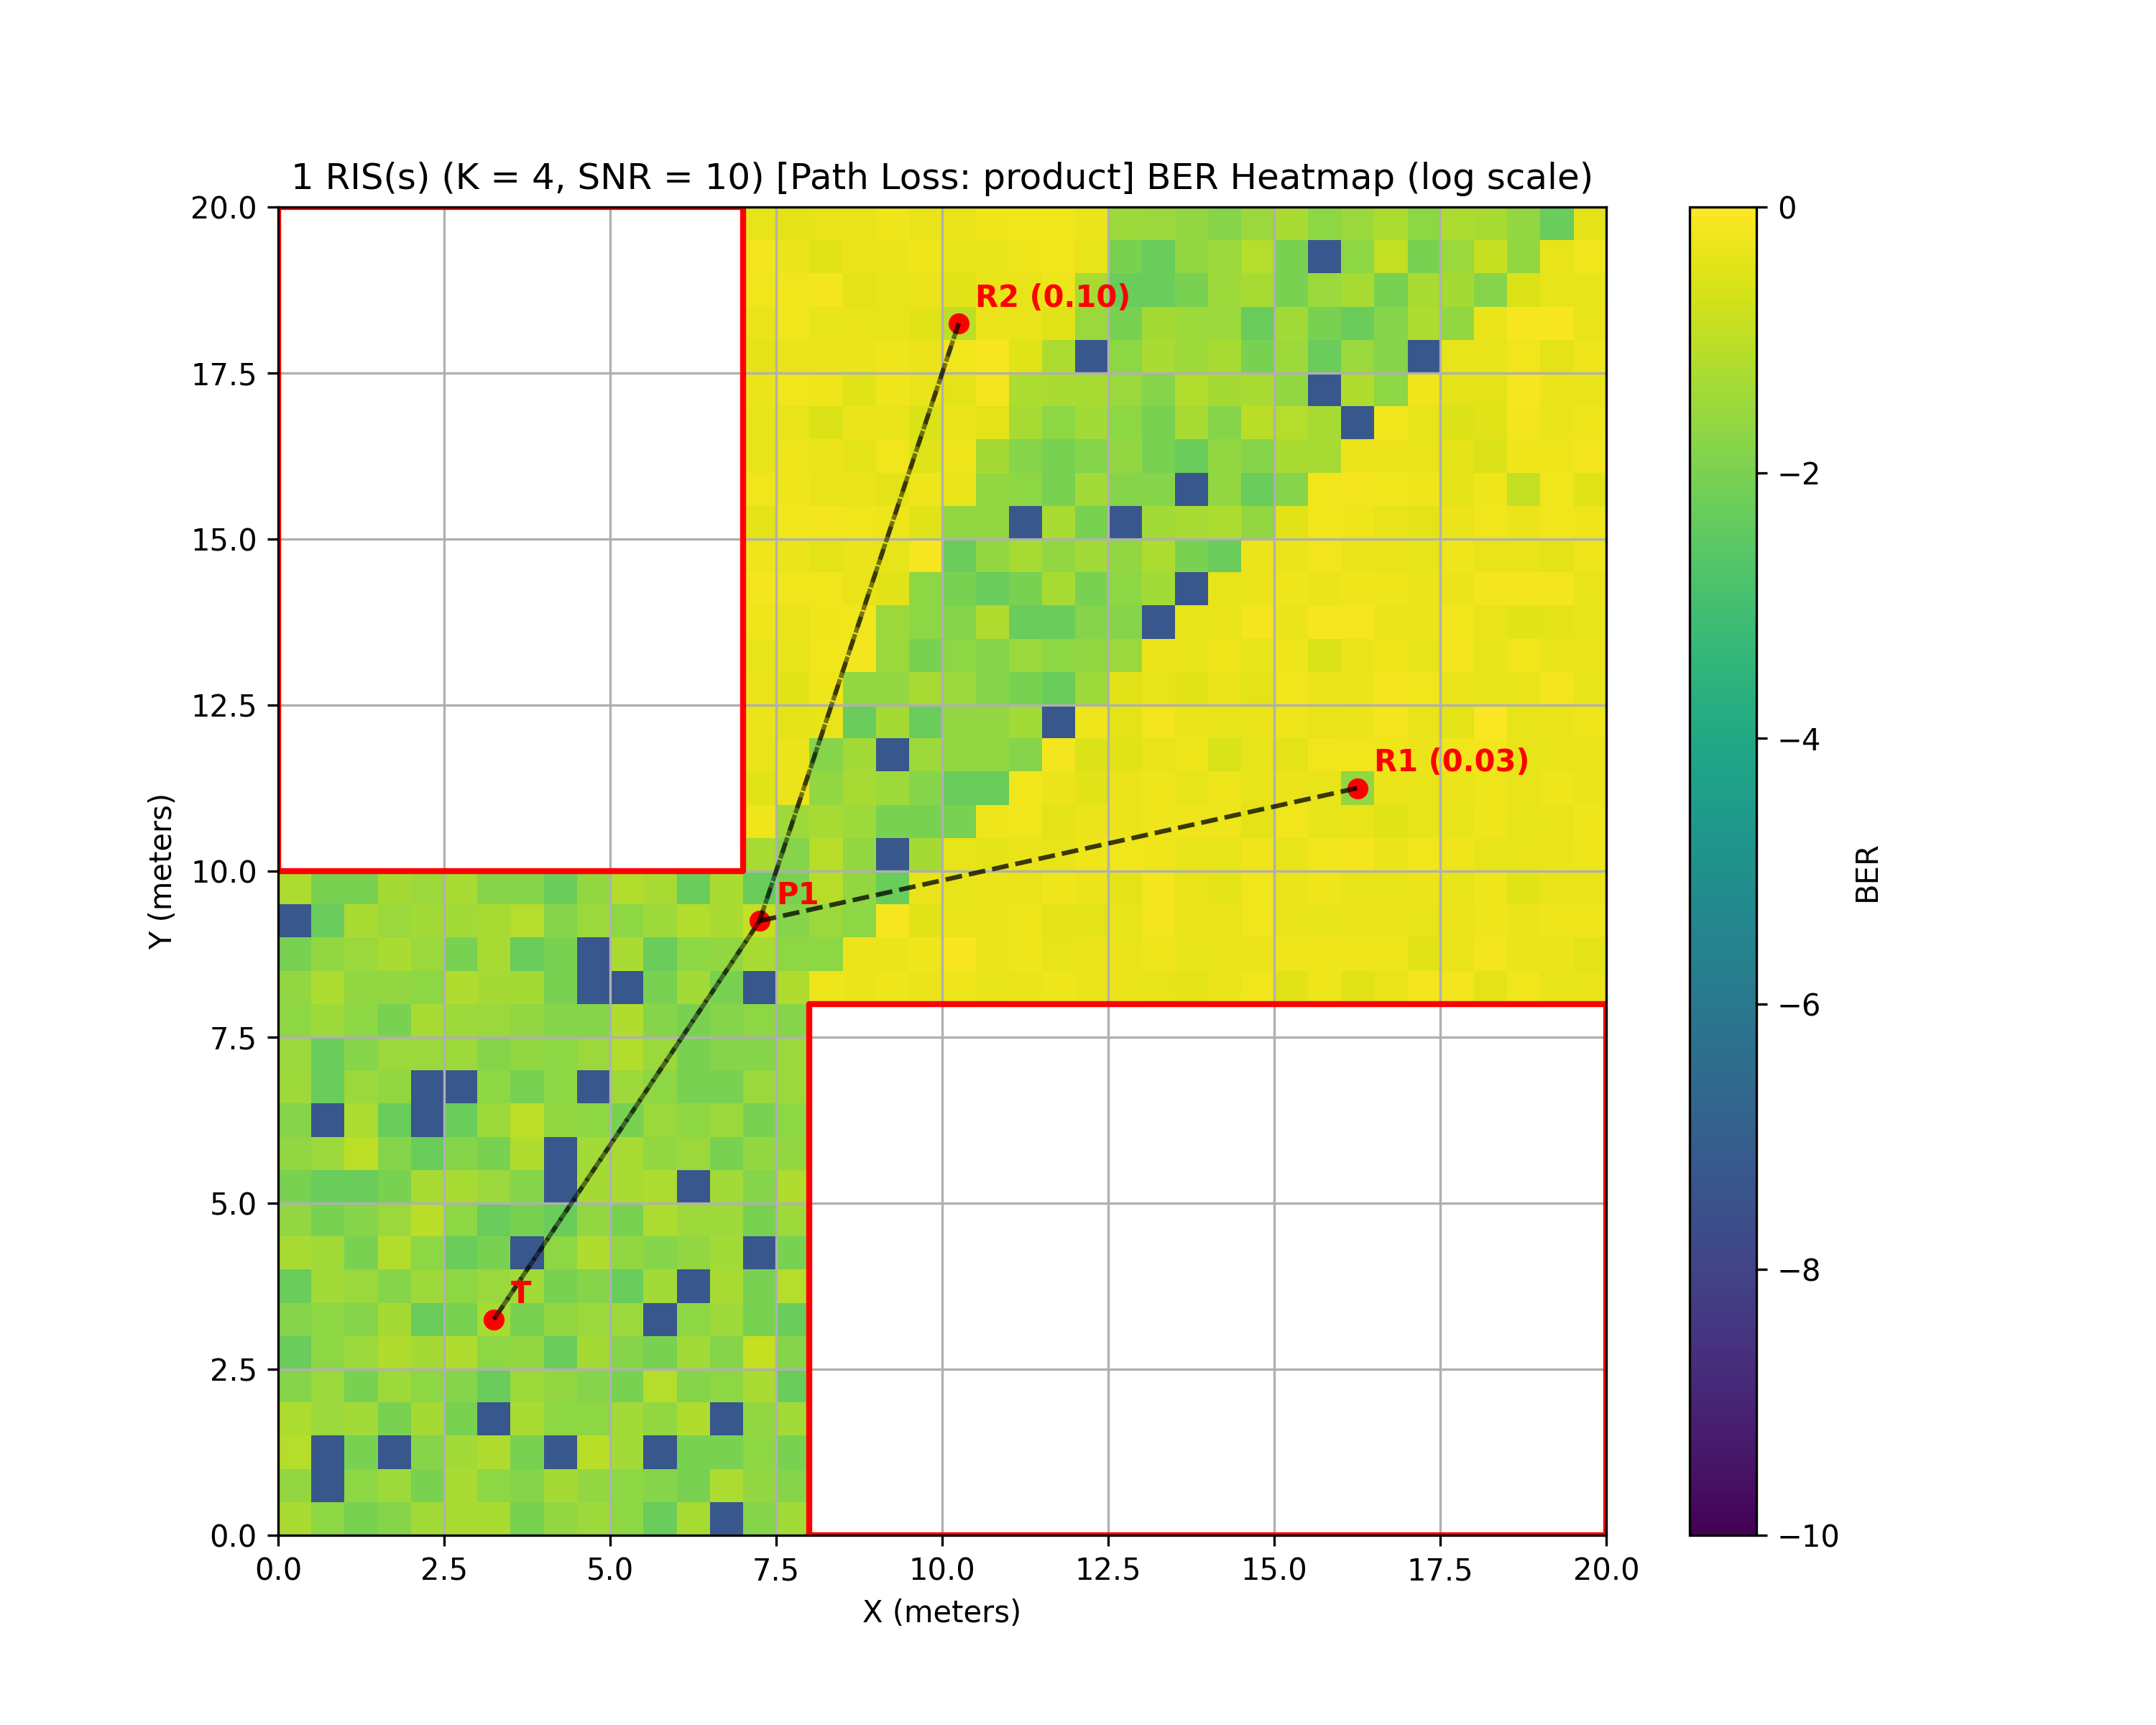 1 RIS(s) (K = 4, SNR = 10) [Path Loss: product] BER Heatmap (log scale)
20.0
17.5
15.0
12.5
10.0
7.5
5.0
2.5
0.0
Y (meters)
R2 (0.10)
R1 (0.03)
P1
T
0.0 2.5 5.0 7.5 10.0 12.5 15.0 17.5 20.0
X (meters)
0
−2
−4
−6
−8
−10
BER